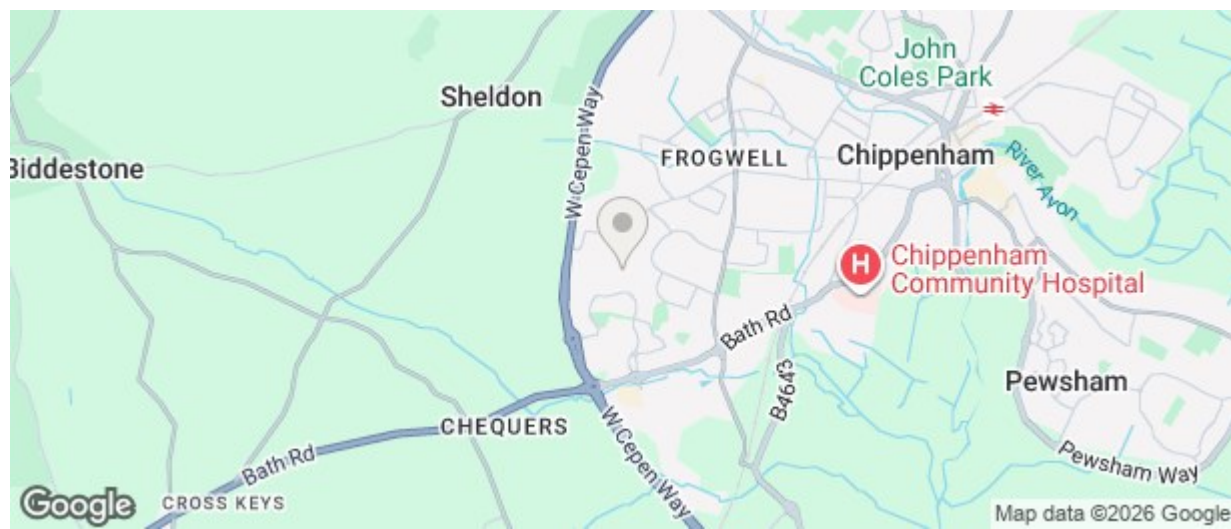 John
Coles Park
Sheldon
W Cepen Way
FROGWELL
Chippenham
River Avon
Biddestone
H
Chippenham
Community Hospital
Bath Rd
B4643
Pewsham
CHEQUERS
W Cepen Way
Bath Rd
Pewsham Way
CROSS KEYS
Google
Map data ©2026 Google